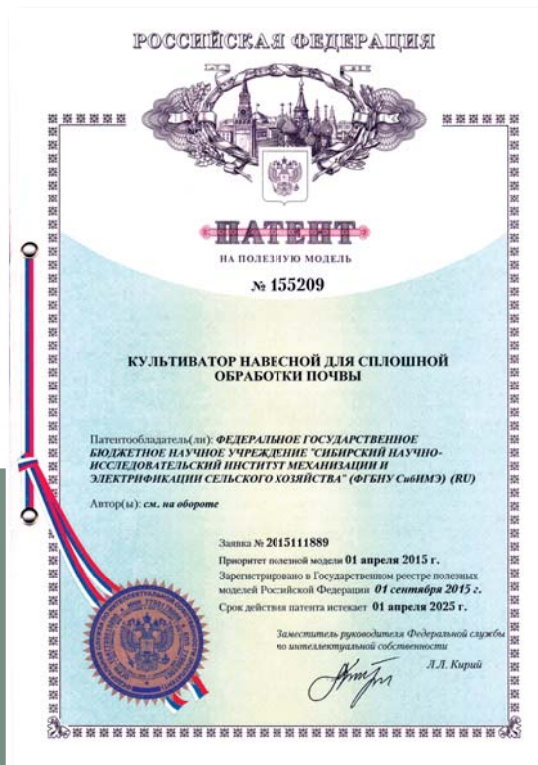 РОССИЙСКАЯ ФЕДЕРАЦИЯ
ПАТЕНТ
НА ПОЛЕЗНУЮ МОДЕЛЬ
№ 155209
КУЛЬТИВАТОР НАВЕСНОЙ ДЛЯ СПЛОШНОЙ
ОБРАБОТКИ ПОЧВЫ
Патентообладатель(ли): ФЕДЕРАЛЬНОЕ ГОСУДАРСТВЕННОЕ
БЮДЖЕТНОЕ НАУЧНОЕ УЧРЕЖДЕНИЕ "СИБИРСКИЙ НАУЧНО-
ИССЛЕДОВАТЕЛЬСКИЙ ИНСТИТУТ МЕХАНИЗАЦИИ И
ЭЛЕКТРИФИКАЦИИ СЕЛЬСКОГО ХОЗЯЙСТВА" (ФГБНУ СибИМЭ) (RU)
Автор(ы): см. на обороте
Заявка № 2015111889
Приоритет полезной модели 01 апреля 2015 г.
Зарегистрировано в Государственном реестре полезных
моделей Российской Федерации 01 сентября 2015 г.
Срок действия патента истекает 01 апреля 2025 г.
Заместитель руководителя Федеральной службы
по интеллектуальной собственности
Л.Л. Кирий